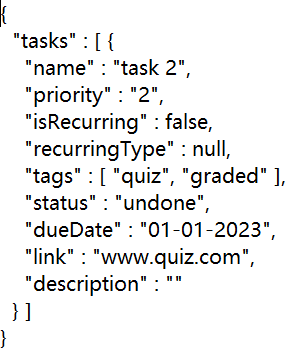 {
  "tasks" : [ {
    "name" : "task 2",
    "priority" : "2",
    "isRecurring" : false,
    "recurringType" : null,
    "tags" : [ "quiz", "graded" ],
    "status" : "undone",
    "dueDate" : "01-01-2023",
    "link" : "www.quiz.com",
    "description" : ""
  } ]
}